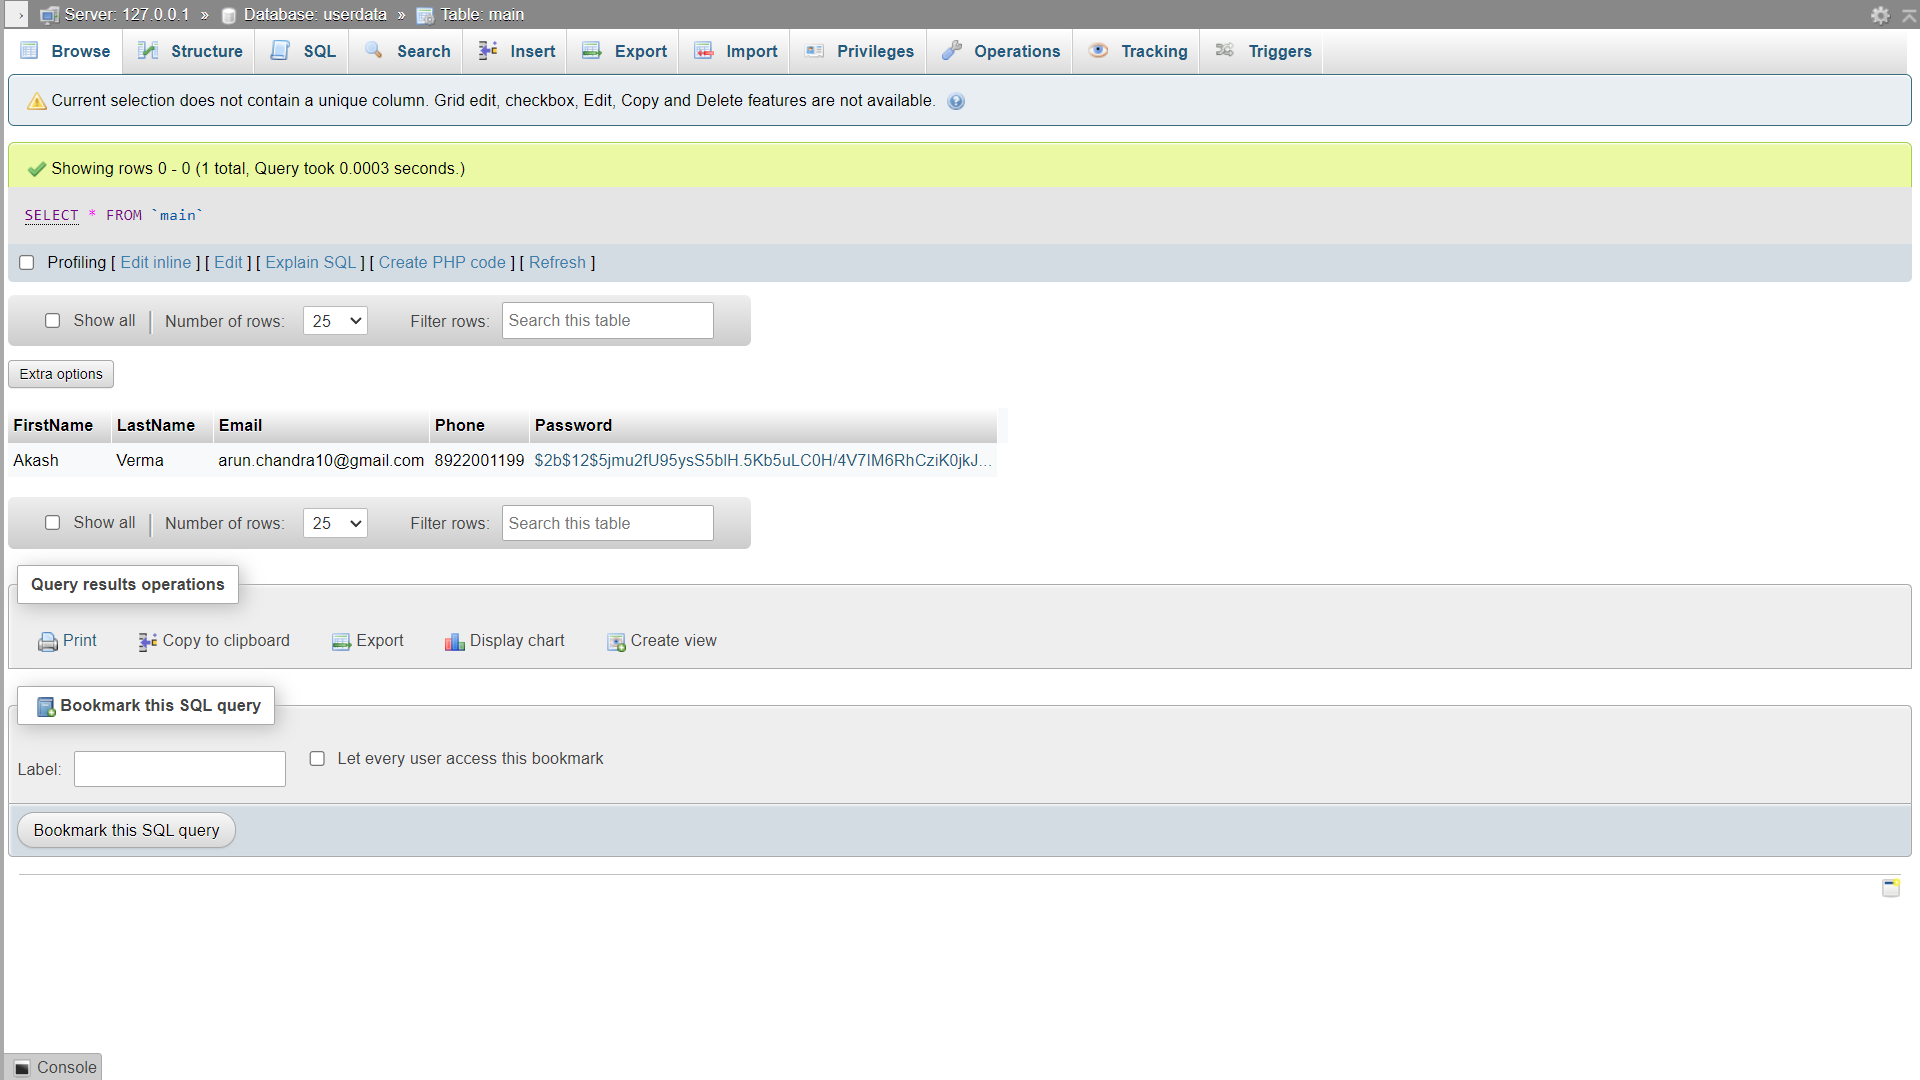 Server: 127.0.0.1 » Database: userdata » Table: main
Browse Structure SQL Search Insert Export Import Privileges Operations Tracking Triggers
Current selection does not contain a unique column. Grid edit, checkbox, Edit, Copy and Delete features are not available.
Showing rows 0 - 0 (1 total, Query took 0.0003 seconds.)
SELECT * FROM `main`
Profiling [ Edit inline ] [ Edit ] [ Explain SQL ] [ Create PHP code ] [ Refresh ]
Show all | Number of rows: 25 Filter rows: Search this table
Extra options
FirstName LastName Email Phone Password
Akash Verma arun.chandra10@gmail.com 8922001199 $2b$12$5jmu2fU95ysS5blH.5Kb5uLC0H/4V7lM6RhCziK0jkJ...
Show all | Number of rows: 25 Filter rows: Search this table
Query results operations
Print Copy to clipboard Export Display chart Create view
Bookmark this SQL query
Label: Let every user access this bookmark
Bookmark this SQL query
Console